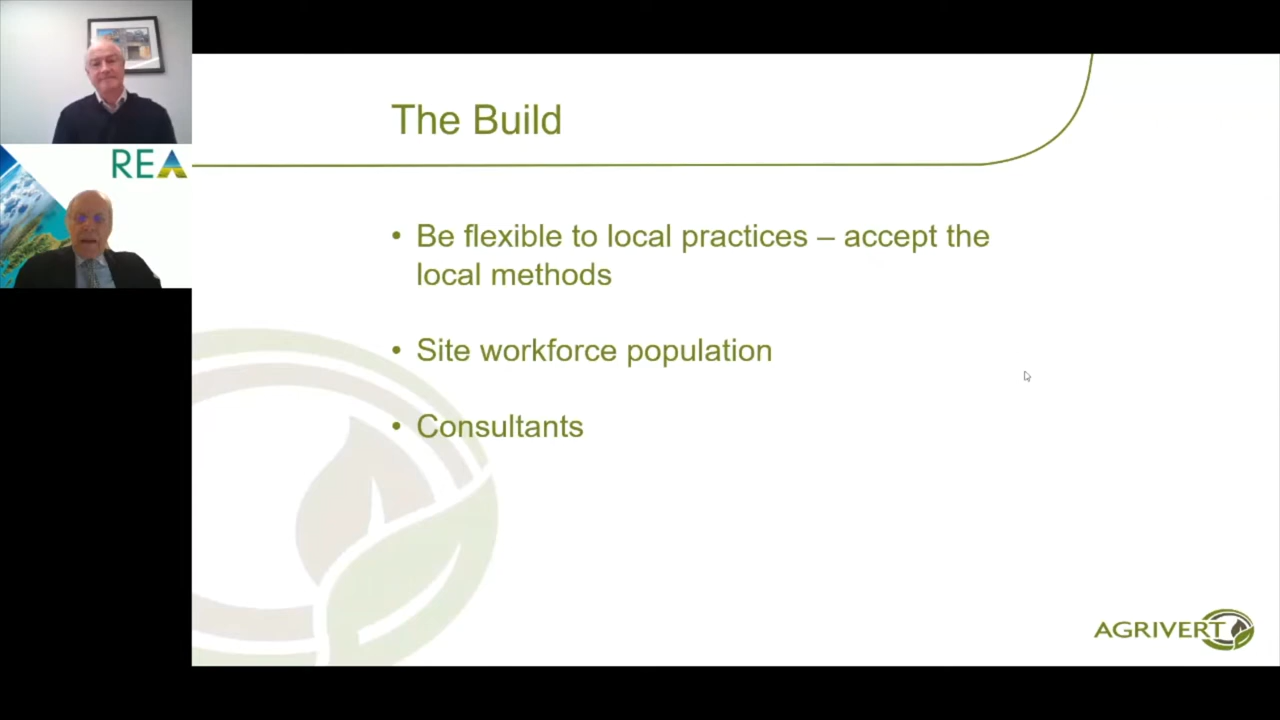 REA
The Build
• Be flexible to local practices – accept the
local methods
• Site workforce population
• Consultants
AGRIVERT